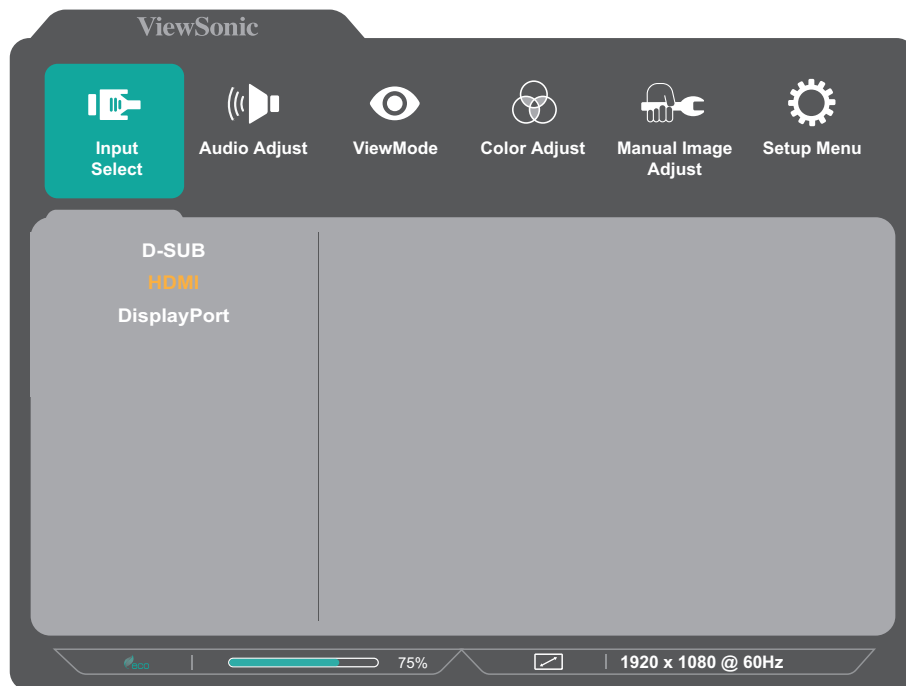 ViewSonic
Input
Select
Audio Adjust
ViewMode
Color Adjust
Manual Image
Adjust
Setup Menu
D-SUB
HDMI
DisplayPort
ECO
75%
1920 x 1080 @ 60Hz